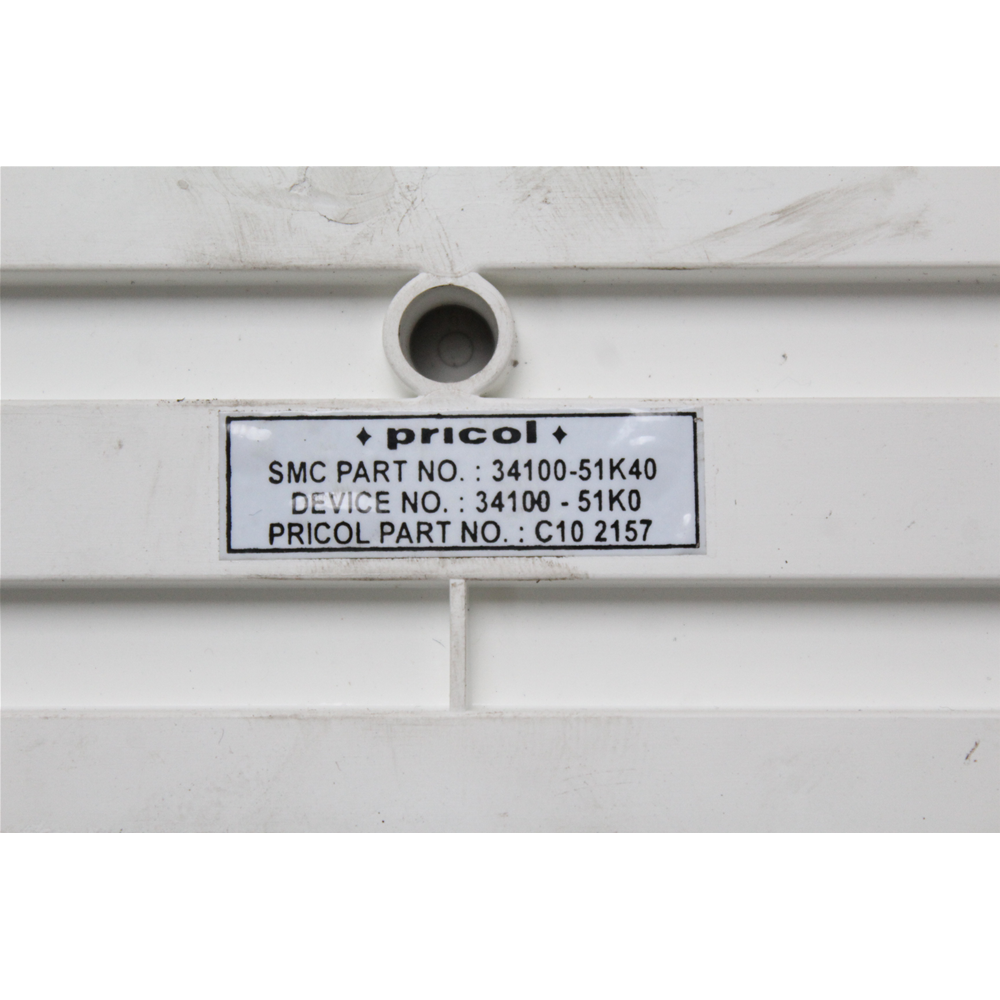 ♦ pricol ♦
SMC PART NO. : 34100-51K40
DEVICE NO. : 34100 - 51K0
PRICOL PART NO. : C10 2157